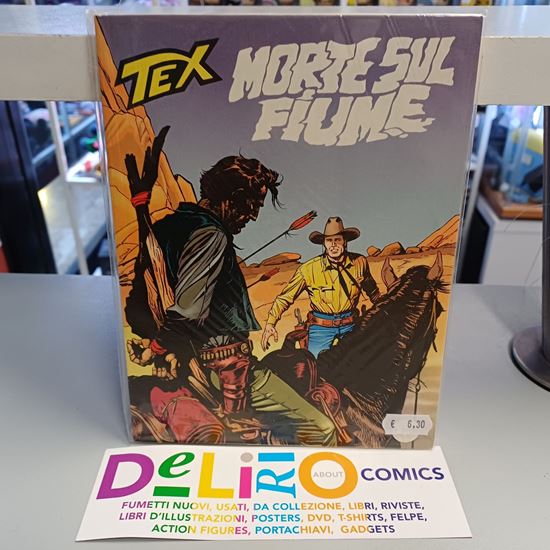 TEX
MORTE SUL
FIUME
€ 6,30
DeLiRiO
ABOUT
COMICS
FUMETTI NUOVI, USATI, DA COLLEZIONE, LIBRI, RIVISTE,
LIBRI D'ILLUSTRAZIONI, POSTERS, DVD, T-SHIRTS, FELPE,
ACTION FIGURES, PORTACHIAVI, GADGETS